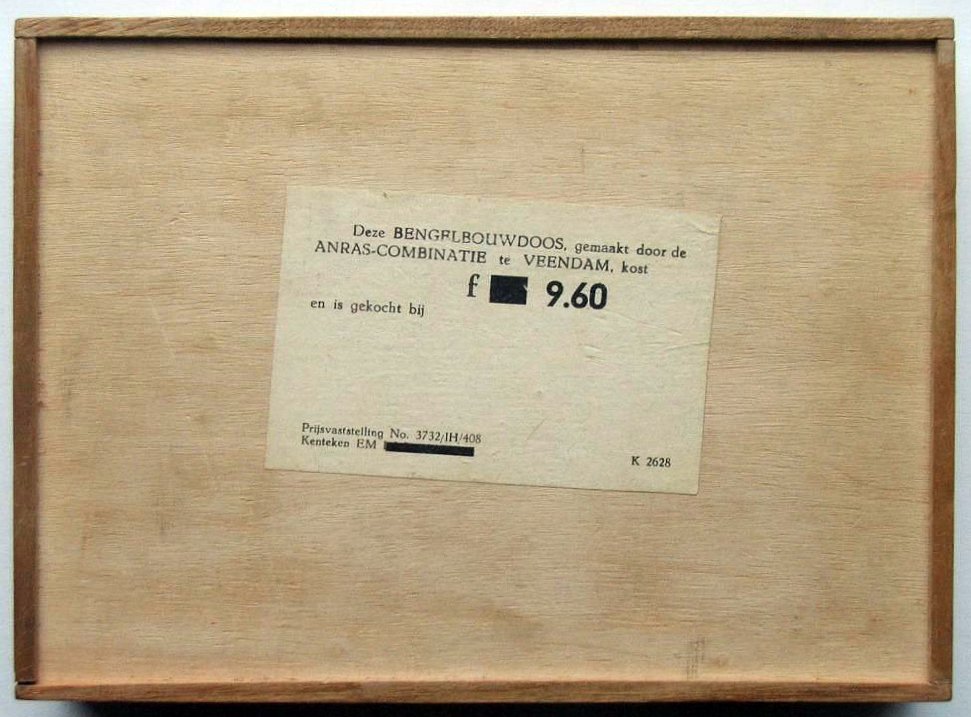 Deze BENGELBOUWDOOS, gemaakt door de
ANRAS-COMBINATIE te VEENDAM, kost
f 9.60
en is gekocht bij
Prijsvaststelling No. 3732/IH/408
Kenteken EM
K 2628